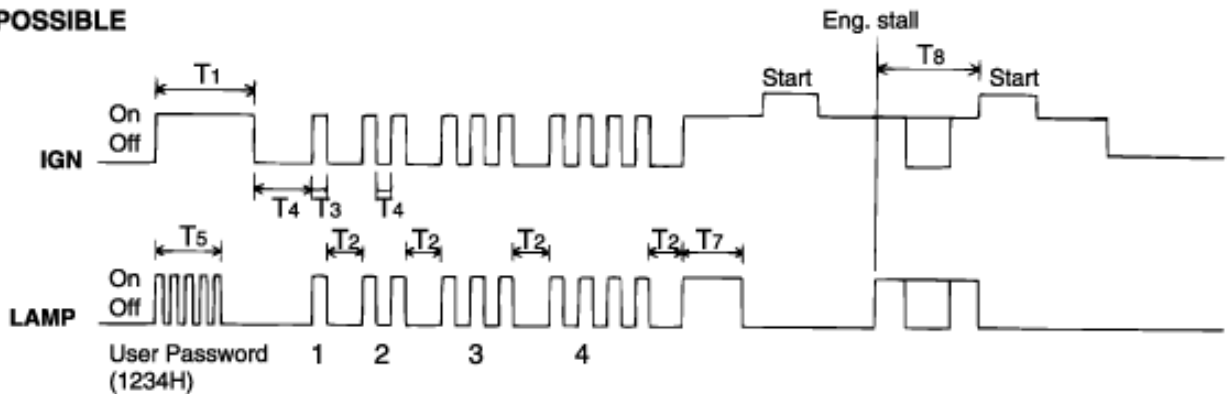 POSSIBLE
Eng. stall
T1
T8
Start
Start
On
Off
IGN
T4
T3
T4
T5
T2
T2
T2
T2
T7
On
Off
LAMP
User Password
1
2
3
4
(1234H)